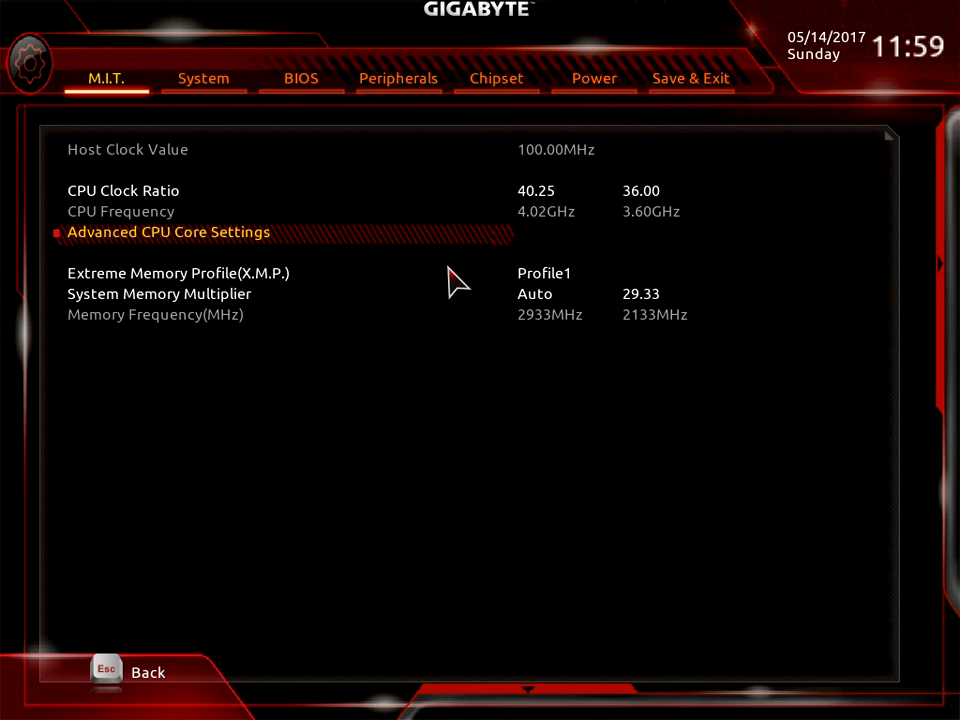 GIGABYTE™
05/14/2017
Sunday
11:59
M.I.T. System BIOS Peripherals Chipset Power Save & Exit
Host Clock Value 100.00MHz
CPU Clock Ratio 40.25 36.00
CPU Frequency 4.02GHz 3.60GHz
Advanced CPU Core Settings
Extreme Memory Profile(X.M.P.) Profile1
System Memory Multiplier Auto 29.33
Memory Frequency(MHz) 2933MHz 2133MHz
Esc Back